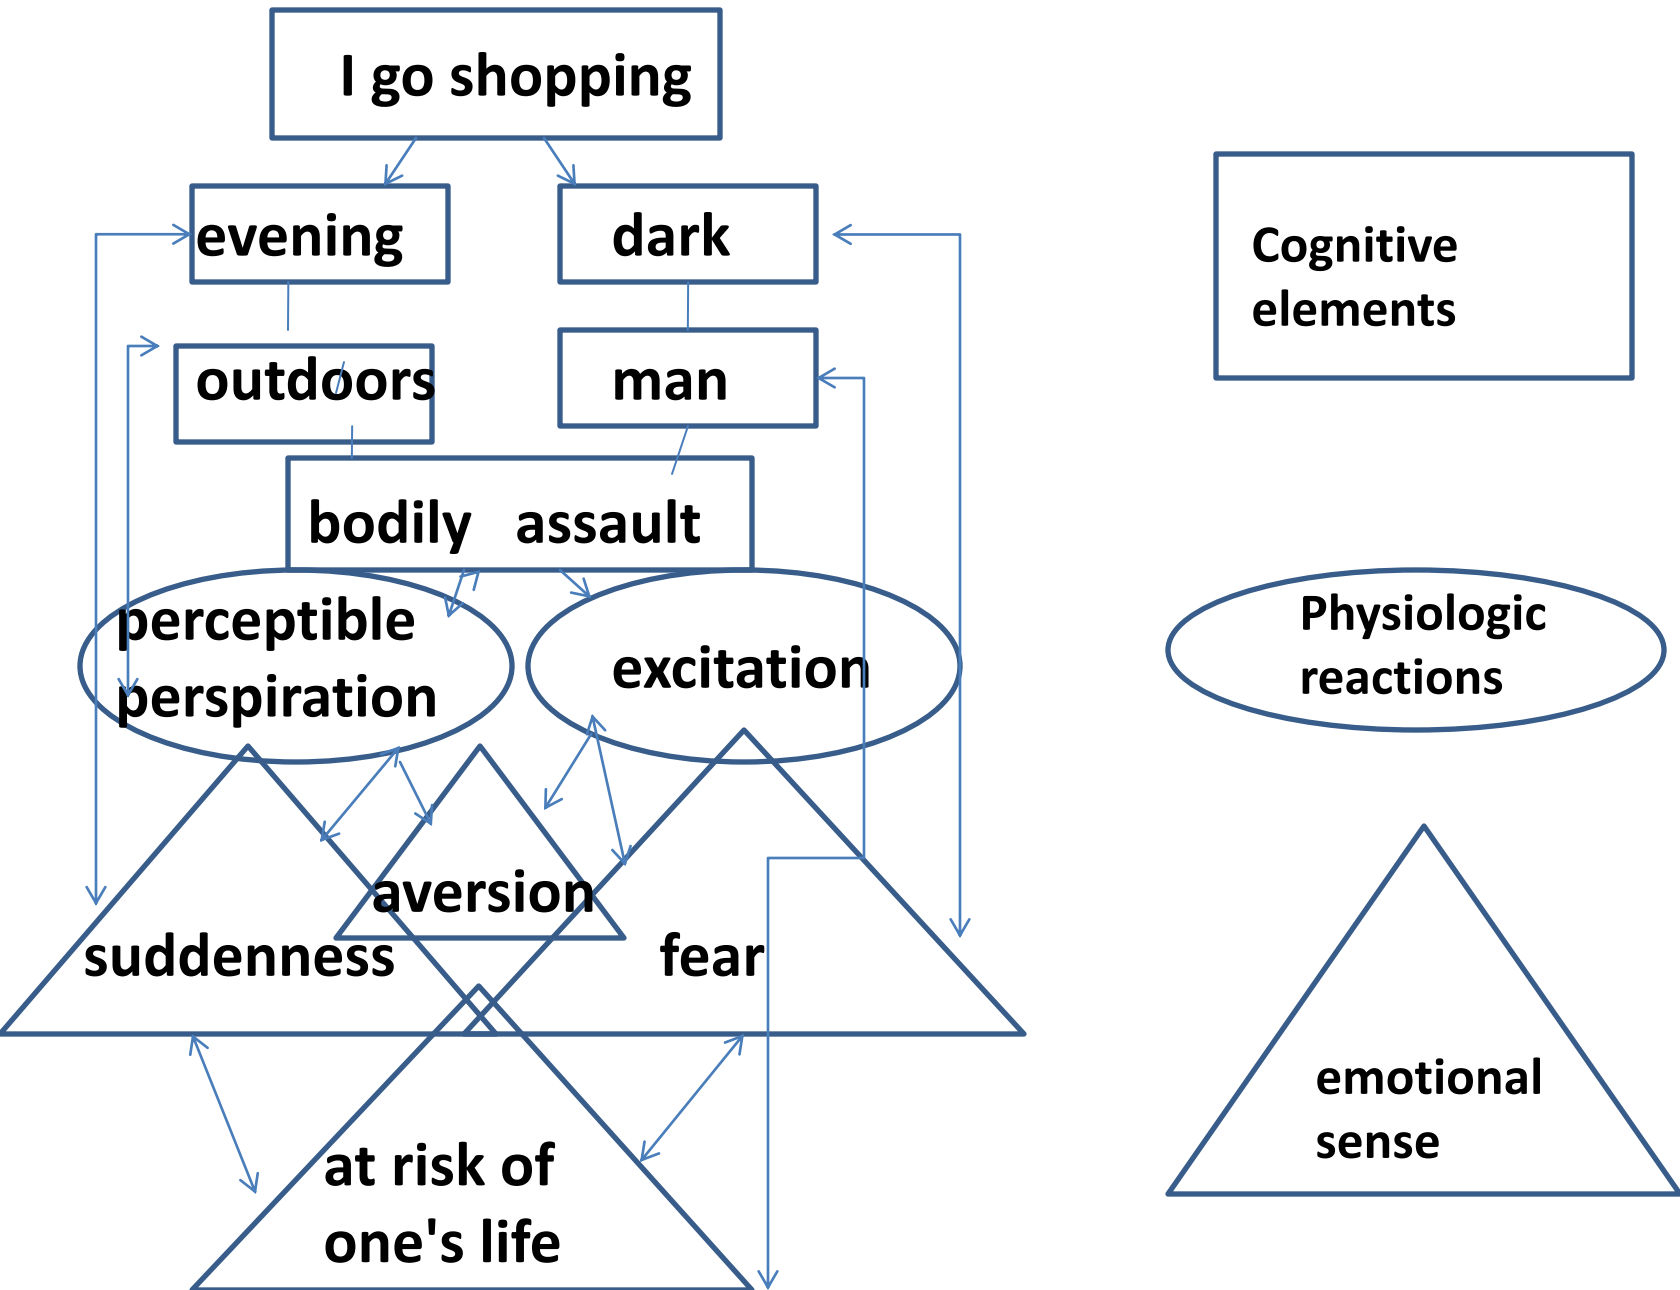 I go shopping
evening
dark
outdoors
man
bodily assault
perceptible
perspiration
excitation
aversion
suddenness
fear
at risk of
one's life
Cognitive
elements
Physiologic
reactions
emotional
sense